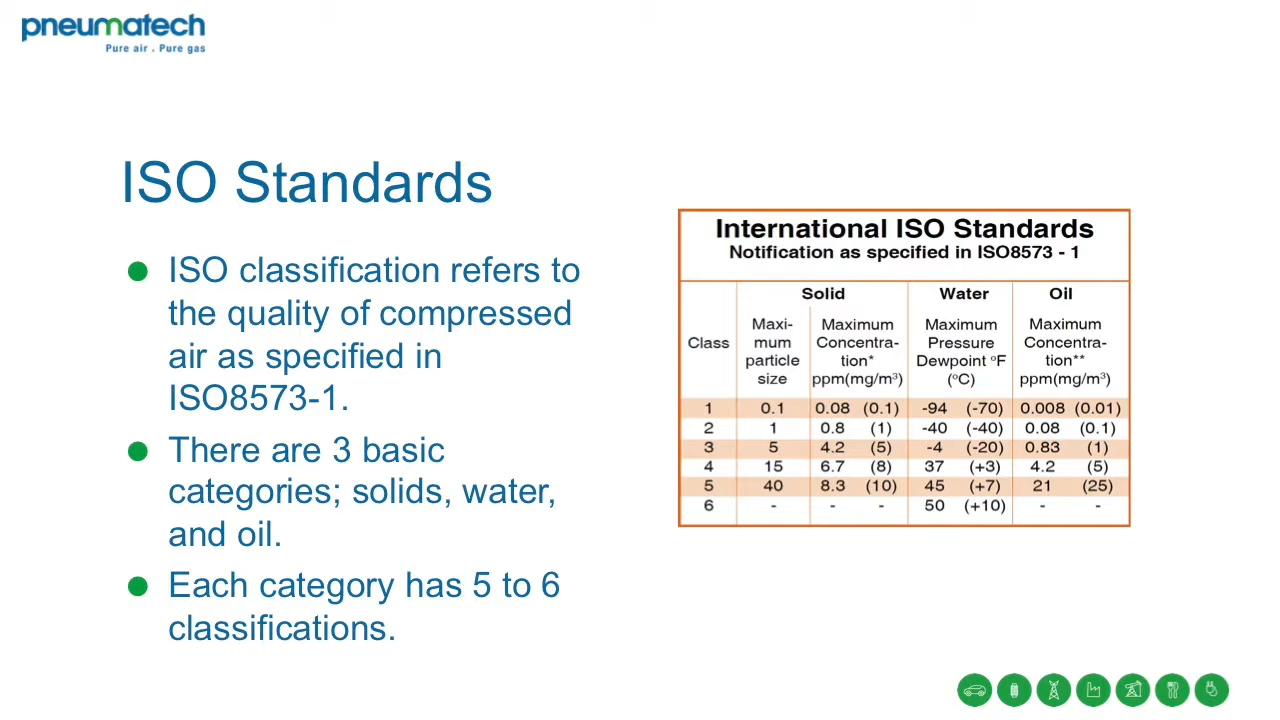 pneumatech
Pure air . Pure gas
ISO Standards
ISO classification refers to
the quality of compressed
air as specified in
ISO8573-1.
There are 3 basic
categories; solids, water,
and oil.
Each category has 5 to 6
classifications.
International ISO Standards
Notification as specified in ISO8573 - 1
Solid Water Oil
Class
Maxi-
mum
particle
size
Maximum
Concentra-
tion*
ppm(mg/m³)
Maximum
Pressure
Dewpoint ºF
(ºC)
Maximum
Concentra-
tion**
ppm(mg/m³)
1 0.1 0.08 (0.1) -94 (-70) 0.008 (0.01)
2 1 0.8 (1) -40 (-40) 0.08 (0.1)
3 5 4.2 (5) -4 (-20) 0.83 (1)
4 15 6.7 (8) 37 (+3) 4.2 (5)
5 40 8.3 (10) 45 (+7) 21 (25)
6 - - - 50 (+10) - -